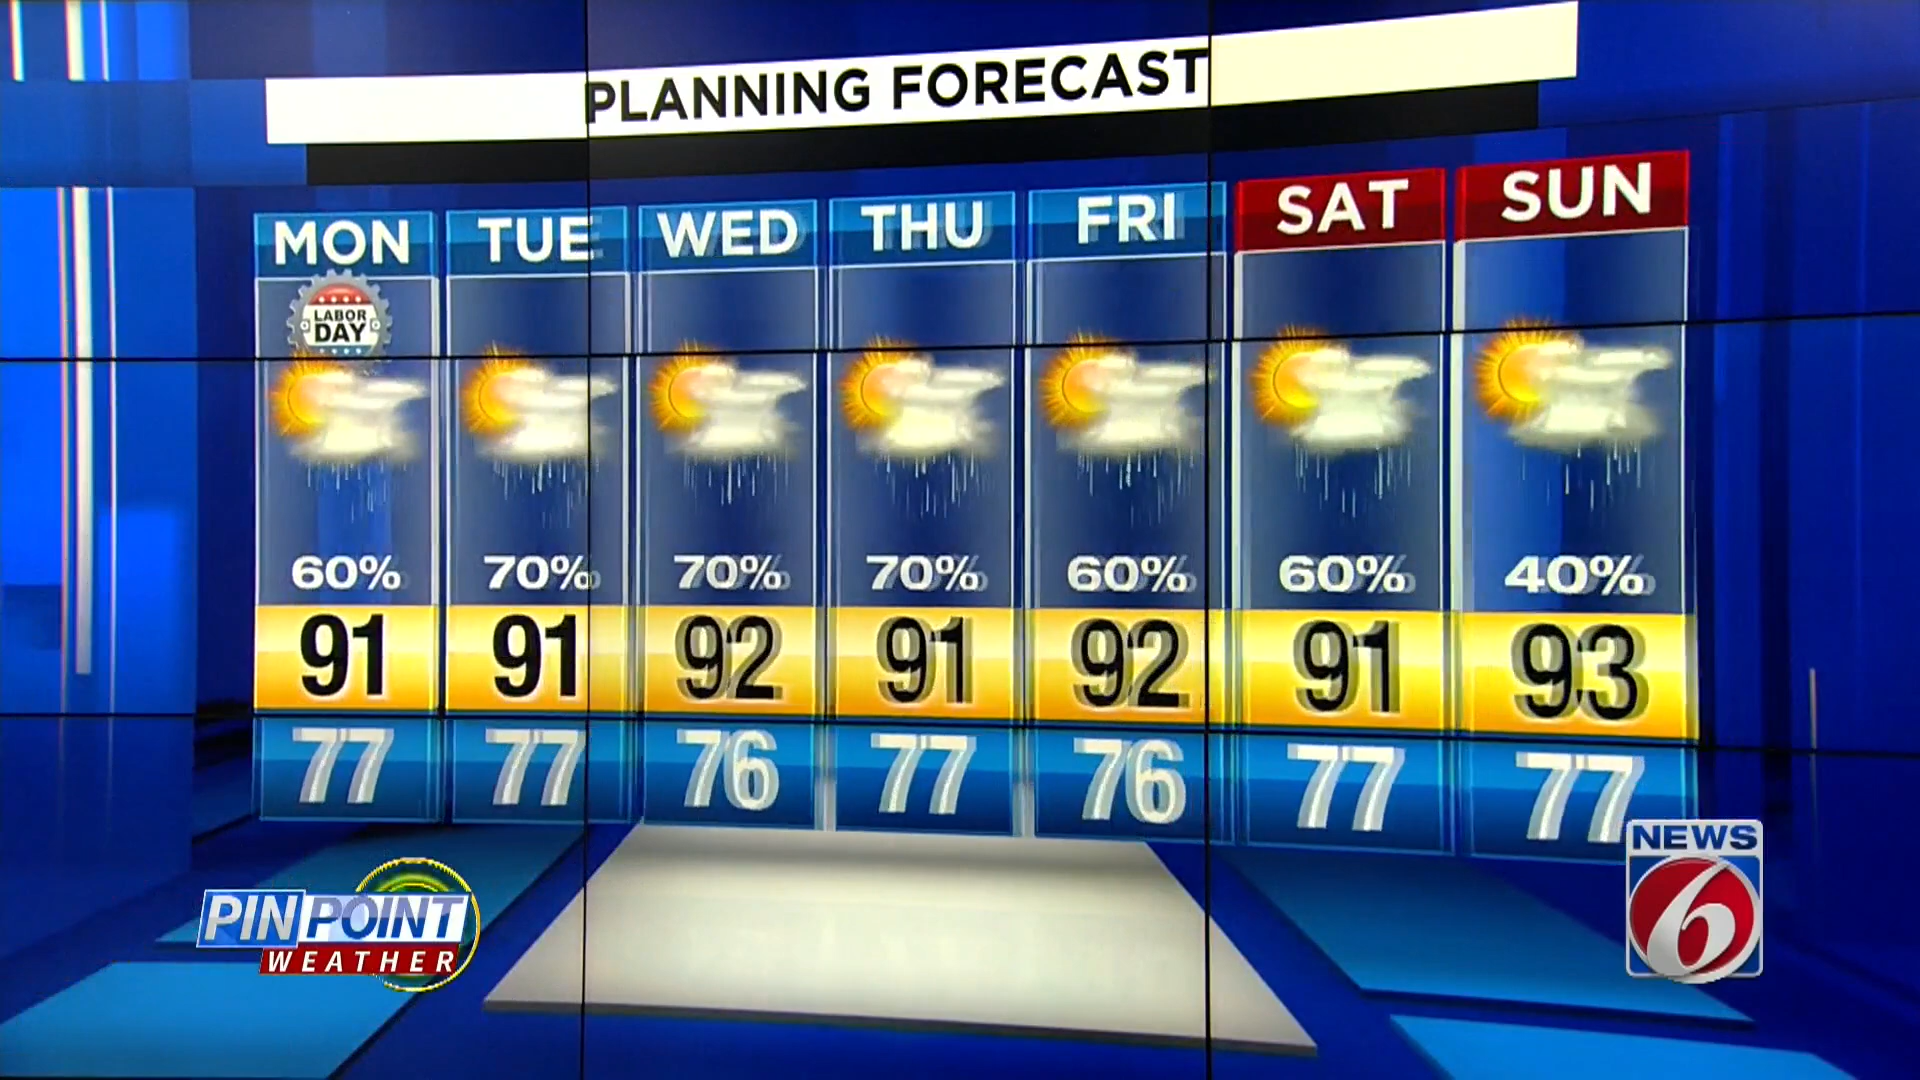 PLANNING FORECAST
MON TUE WED THU FRI SAT SUN
LABOR
DAY
60% 70% 70% 70% 60% 60% 40%
91 91 92 91 92 91 93
77 77 76 77 76 77 77
PINPOINT
WEATHER
NEWS
6